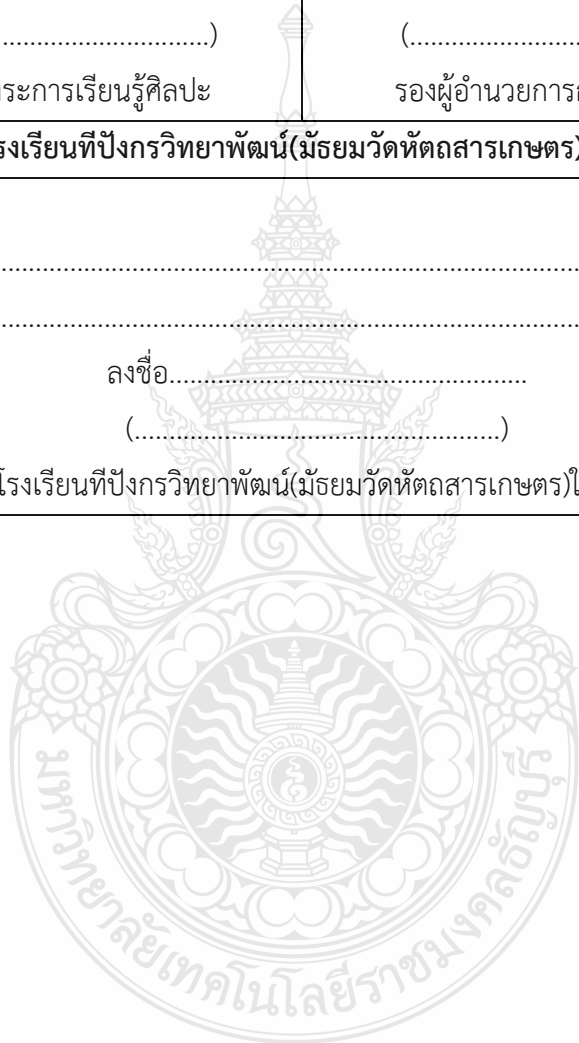 ..............................) (........................
ระการเรียนรู้ศิลปะ รองผู้อำนวยการ
รงเรียนทีปังกรวิทยาพัฒน์(มัธยมวัดหัตถสารเกษตร)
................................................................................
................................................................................
ลงชื่อ....................................................
(.....................................................)
โรงเรียนทีปังกรวิทยาพัฒน์(มัธยมวัดหัตถสารเกษตร)ใ
มหาวิทยาลัยเทคโนโลยีราชมงคลธัญบุรี